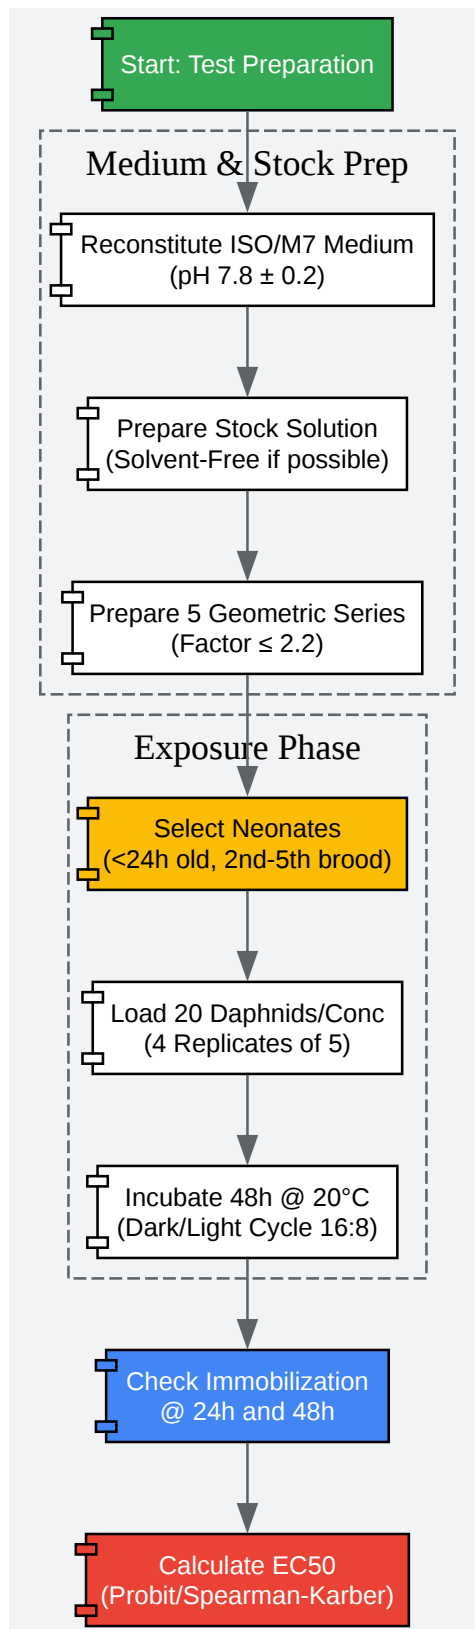 Start: Test Preparation
Medium & Stock Prep
Reconstitute ISO/M7 Medium
(pH 7.8 ± 0.2)
Prepare Stock Solution
(Solvent-Free if possible)
Prepare 5 Geometric Series
(Factor ≤ 2.2)
Exposure Phase
Select Neonates
(<24h old, 2nd-5th brood)
Load 20 Daphnids/Conc
(4 Replicates of 5)
Incubate 48h @ 20°C
(Dark/Light Cycle 16:8)
Check Immobilization
@ 24h and 48h
Calculate EC50
(Probit/Spearman-Karber)